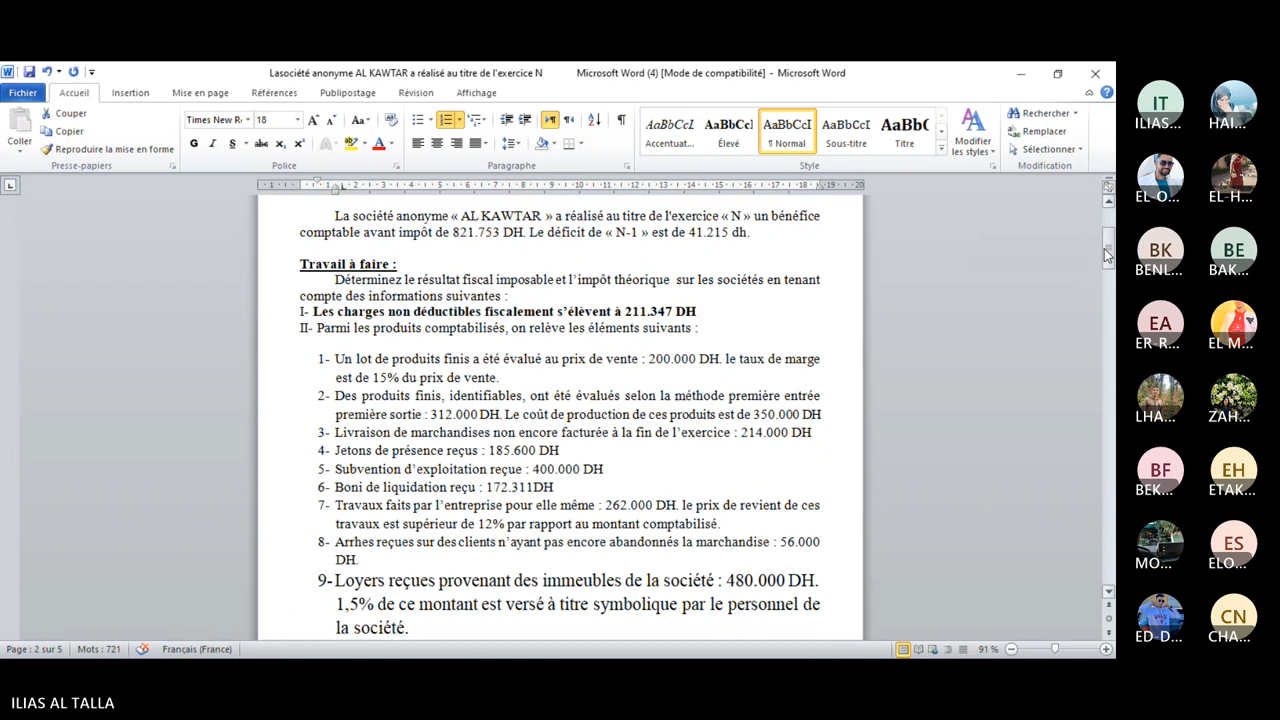 Lasociété anonyme AL KAWTAR a réalisé au titre de l'exercice N Microsoft Word (4) [Mode de compatibilité] - Microsoft Word
Fichier Accueil Insertion Mise en page Références Publipostage Révision Affichage
Coller
Couper
Copier
Reproduire la mise en forme
Presse-papiers
Times New R 18
G I S abc x₂ x²
Police
Paragraphe
AaBbCcL AaBbCcl AaBbCcI AaBbCcI AaBb(
Accentuat... Élevé ¶ Normal Sous-titre Titre
Modifier les styles
Style
Rechercher
Remplacer
Sélectionner
Modification
La société anonyme « AL KAWTAR » a réalisé au titre de l'exercice « N » un bénéfice
comptable avant impôt de 821.753 DH. Le déficit de « N-1 » est de 41.215 dh.
Travail à faire :
Déterminez le résultat fiscal imposable et l'impôt théorique sur les sociétés en tenant
compte des informations suivantes :
I- Les charges non déductibles fiscalement s'élèvent à 211.347 DH
II- Parmi les produits comptabilisés, on relève les éléments suivants :
1- Un lot de produits finis a été évalué au prix de vente : 200.000 DH. le taux de marge
est de 15% du prix de vente.
2- Des produits finis, identifiables, ont été évalués selon la méthode première entrée
première sortie : 312.000 DH. Le coût de production de ces produits est de 350.000 DH
3- Livraison de marchandises non encore facturée à la fin de l'exercice : 214.000 DH
4- Jetons de présence reçus : 185.600 DH
5- Subvention d'exploitation reçue : 400.000 DH
6- Boni de liquidation reçu : 172.311DH
7- Travaux faits par l'entreprise pour elle même : 262.000 DH. le prix de revient de ces
travaux est supérieur de 12% par rapport au montant comptabilisé.
8- Arrhes reçues sur des clients n'ayant pas encore abandonnés la marchandise : 56.000
DH.
9- Loyers reçues provenant des immeubles de la société : 480.000 DH.
1,5% de ce montant est versé à titre symbolique par le personnel de
la société.
Page : 2 sur 5 Mots : 721 Français (France) 91 %
IT
ILIAS... HAI...
EL-O... EL-H...
BK BE
BENL... BAK...
EA
ER-R... EL M...
LHA... ZAH...
BF EH
BEK... ETAK...
ES
MO... ELO...
CN
ED-D... CHA...
ILIAS AL TALLA